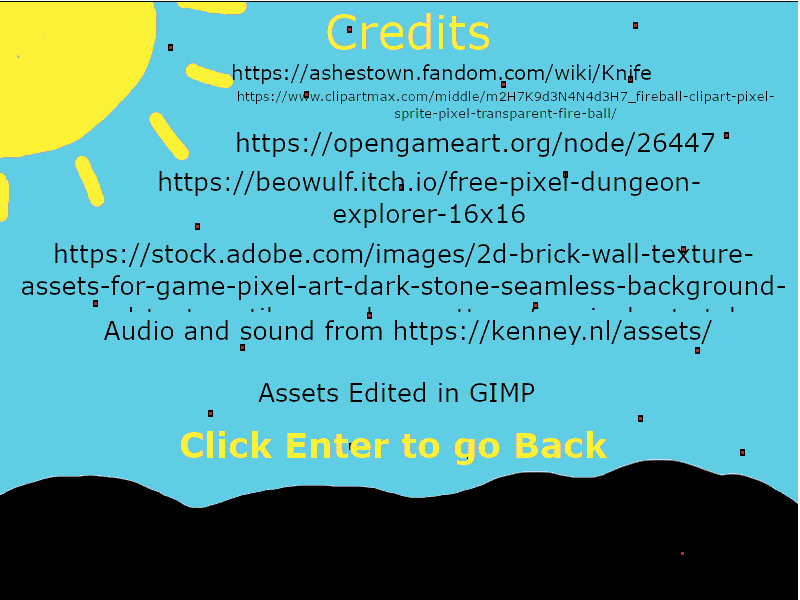 Credits
https://ashestown.fandom.com/wiki/Knife
https://www.clipartmax.com/middle/m2H7K9d3N4N4d3H7_fireball-clipart-pixel-
sprite-pixel-transparent-fire-ball/
https://opengameart.org/node/26447
https://beowulf.itch.io/free-pixel-dungeon-
explorer-16x16
https://stock.adobe.com/images/2d-brick-wall-texture-
assets-for-game-pixel-art-dark-stone-seamless-background-
Audio and sound from https://kenney.nl/assets/
Assets Edited in GIMP
Click Enter to go Back